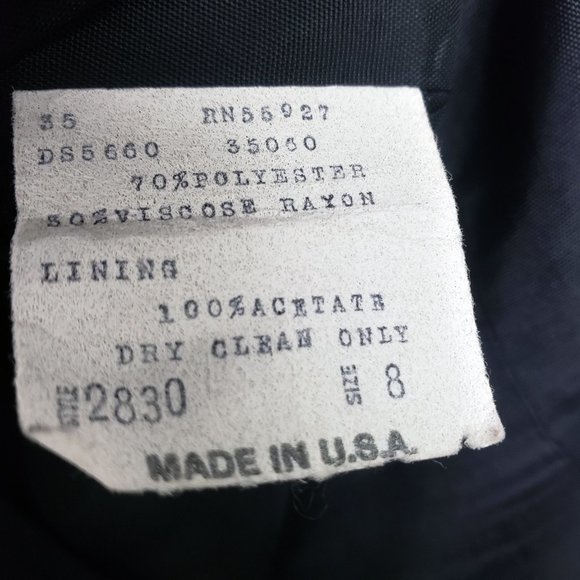 35 RN55927
DS5660 35060
70%POLYESTER
30%VISCOSE RAYON
LINING
100%ACETATE
DRY CLEAN ONLY
STYLE 2830 SIZE 8
MADE IN U.S.A.